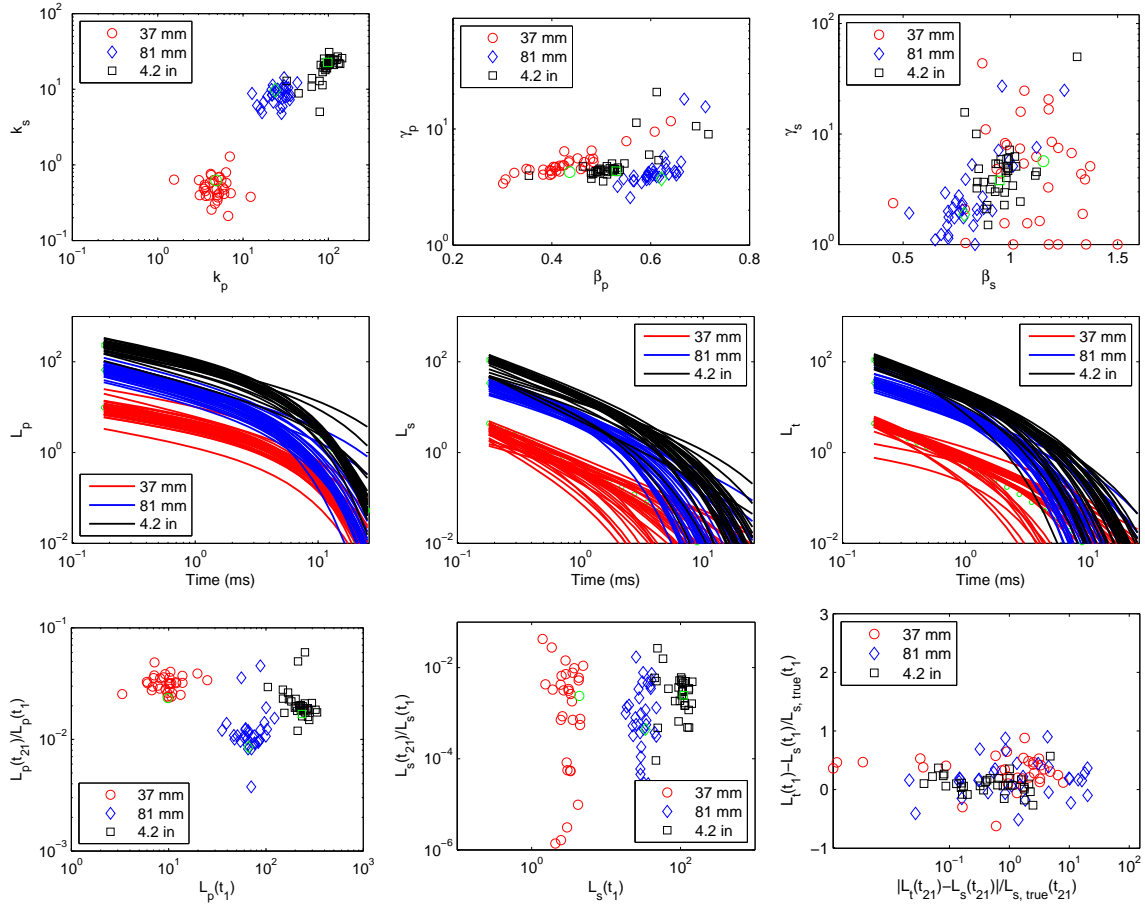 10^2
10^1
10^0
10^-1
k_s
10^-1 10^0 10^1 10^2
k_p
37 mm
81 mm
4.2 in
10^1
10^0
γ_p
0.2 0.4 0.6 0.8
β_p
37 mm
81 mm
4.2 in
10^2
10^1
10^0
γ_s
0.5 1 1.5
β_s
37 mm
81 mm
4.2 in
10^2
10^0
10^-2
L_p
10^-1 10^0 10^1
Time (ms)
37 mm
81 mm
4.2 in
10^2
10^0
10^-2
L_s
10^-1 10^0 10^1
Time (ms)
37 mm
81 mm
4.2 in
10^2
10^0
10^-2
L_t
10^-1 10^0 10^1
Time (ms)
37 mm
81 mm
4.2 in
10^-1
10^-2
10^-3
L_p(t_21)/L_p(t_1)
10^0 10^1 10^2 10^3
L_p(t_1)
37 mm
81 mm
4.2 in
10^-2
10^-4
10^-6
L_s(t_21)/L_s(t_1)
10^0 10^2
L_s(t_1)
37 mm
81 mm
4.2 in
3
2
1
0
−1
L_t(t_1)−L_s(t_1)/L_s, true(t_1)
10^-1 10^0 10^1
|L_t(t_21)−L_s(t_21)|/L_s, true(t_21)
37 mm
81 mm
4.2 in